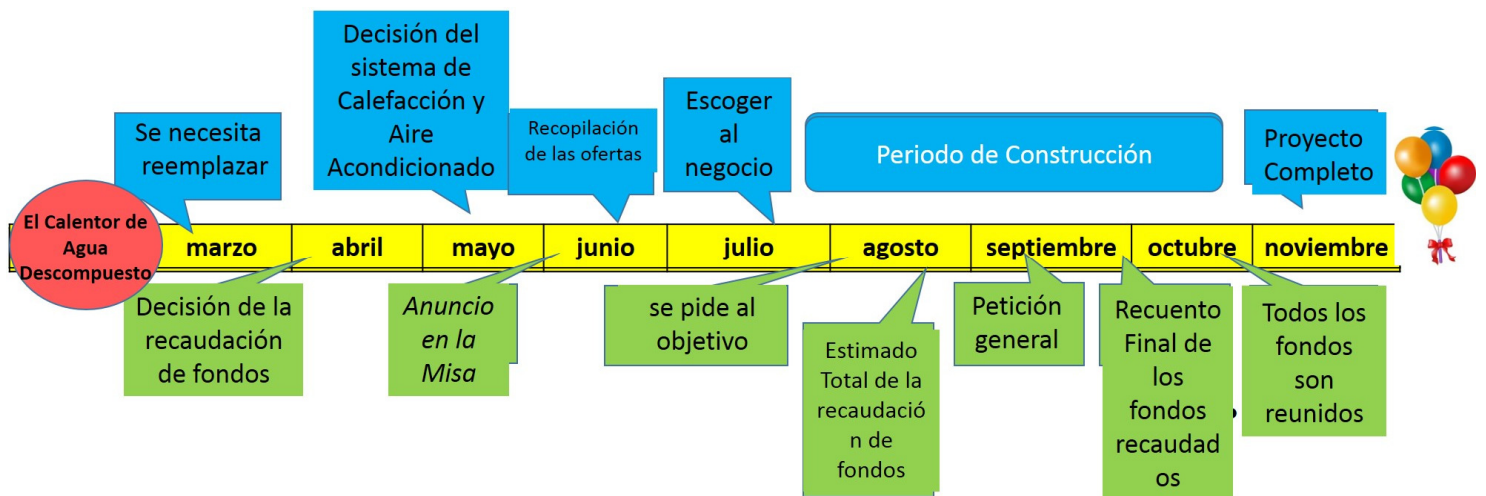 Decisión del
sistema de
Calefacción y
Aire
Acondicionado
Se necesita
reemplazar
Recopilación
de las ofertas
Escoger
al
negocio
Periodo de Construcción
Proyecto
Completo
El Calentor de
Agua
Descompuesto
marzo
abril
mayo
junio
julio
agosto
septiembre
octubre
noviembre
Decisión de la
recaudación
de fondos
Anuncio
en la
Misa
se pide al
objetivo
Estimado
Total de la
recaudació
n de
fondos
Petición
general
Recuento
Final de
los
fondos
recaudad
os
Todos los
fondos
son
reunidos